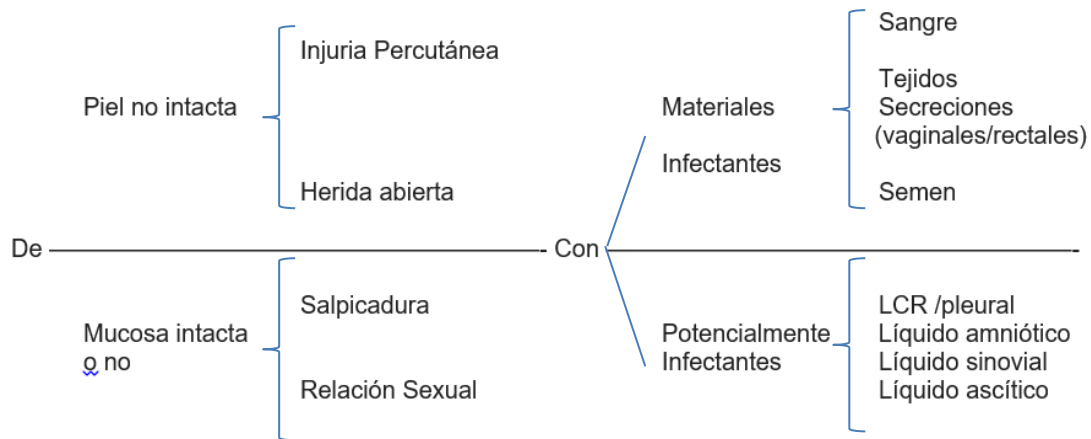 Sangre
Injuria Percutánea
Tejidos
Piel no intacta
Materiales
Secreciones
(vaginales/rectales)
Infectantes
Herida abierta
Semen
De
- Con
-
Salpicadura
LCR /pleural
Mucosa intacta
Potencialmente
Líquido amniótico
o no
Infectantes
Líquido sinovial
Relación Sexual
Líquido ascítico